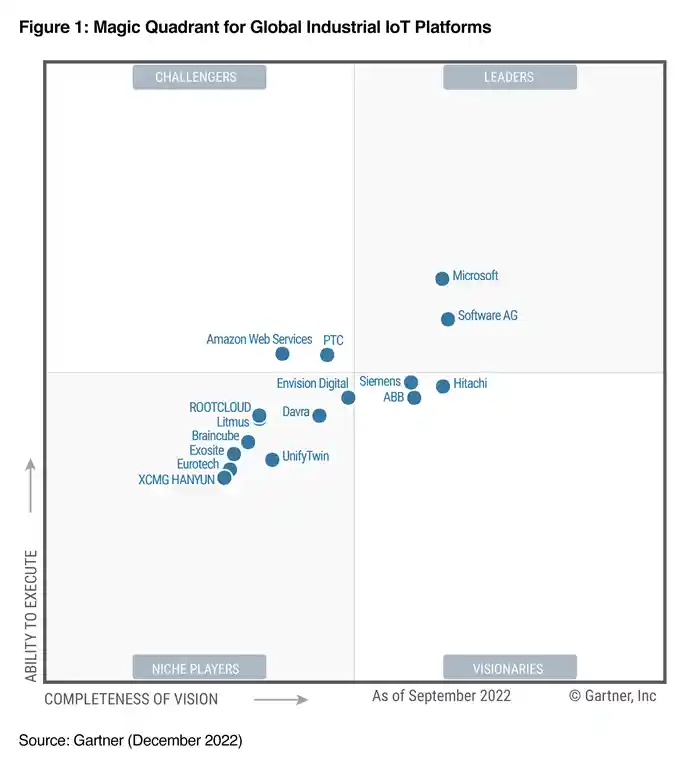 Figure 1: Magic Quadrant for Global Industrial IoT Platforms
CHALLENGERS
LEADERS
Microsoft
Software AG
Amazon Web Services
PTC
Envision Digital
Siemens
Hitachi
ABB
ROOTCLOUD
Davra
Litmus
Braincube
Exosite
UnifyTwin
Eurotech
XCMG HANYUN
ABILITY TO EXECUTE
NICHE PLAYERS
VISIONARIES
COMPLETENESS OF VISION
As of September 2022
© Gartner, Inc
Source: Gartner (December 2022)